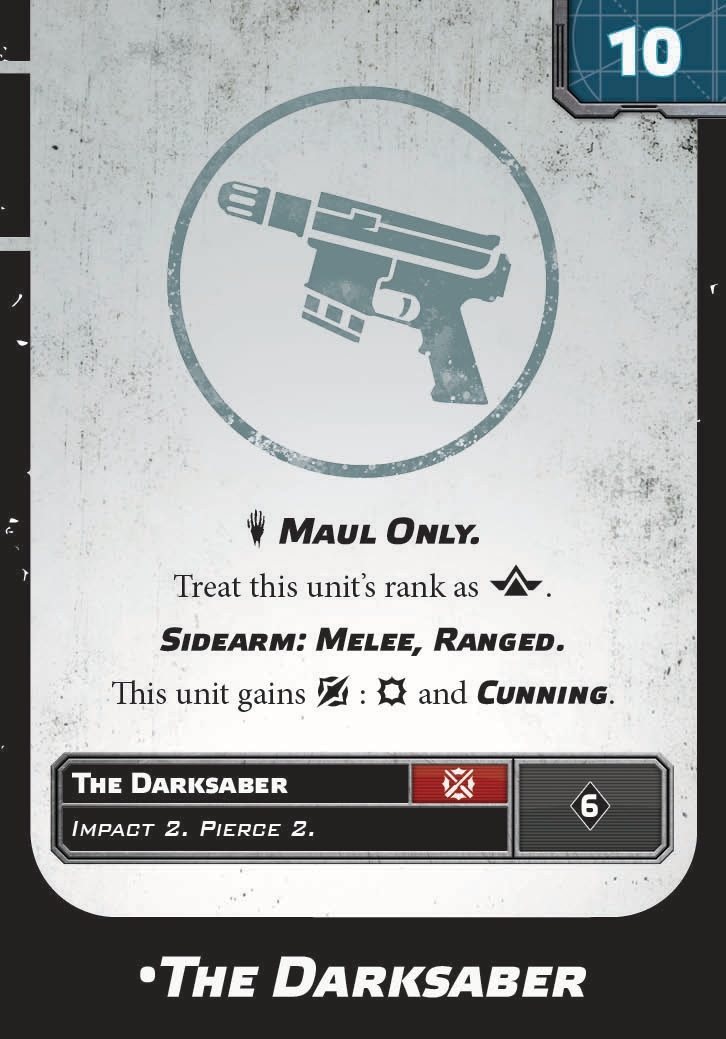 10
Maul Only.
Treat this unit's rank as .
Sidearm: Melee, Ranged.
This unit gains : and Cunning.
The Darksaber
Impact 2. Pierce 2.
6
•The Darksaber